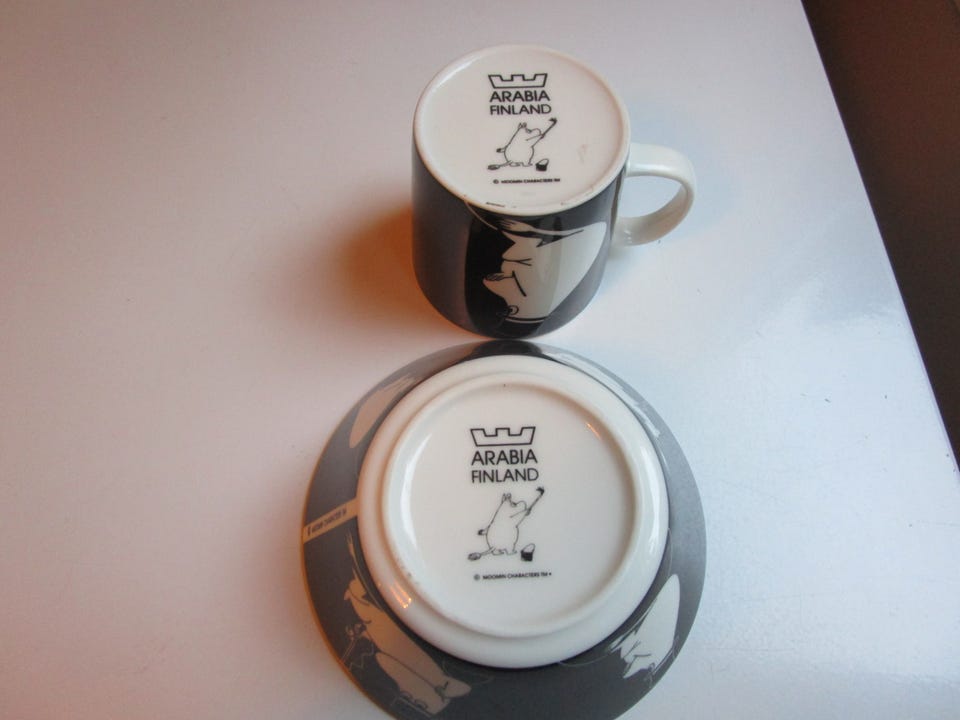 ARABIA
FINLAND
© MOOMIN CHARACTERS TM
ARABIA
FINLAND
© MOOMIN CHARACTERS TM